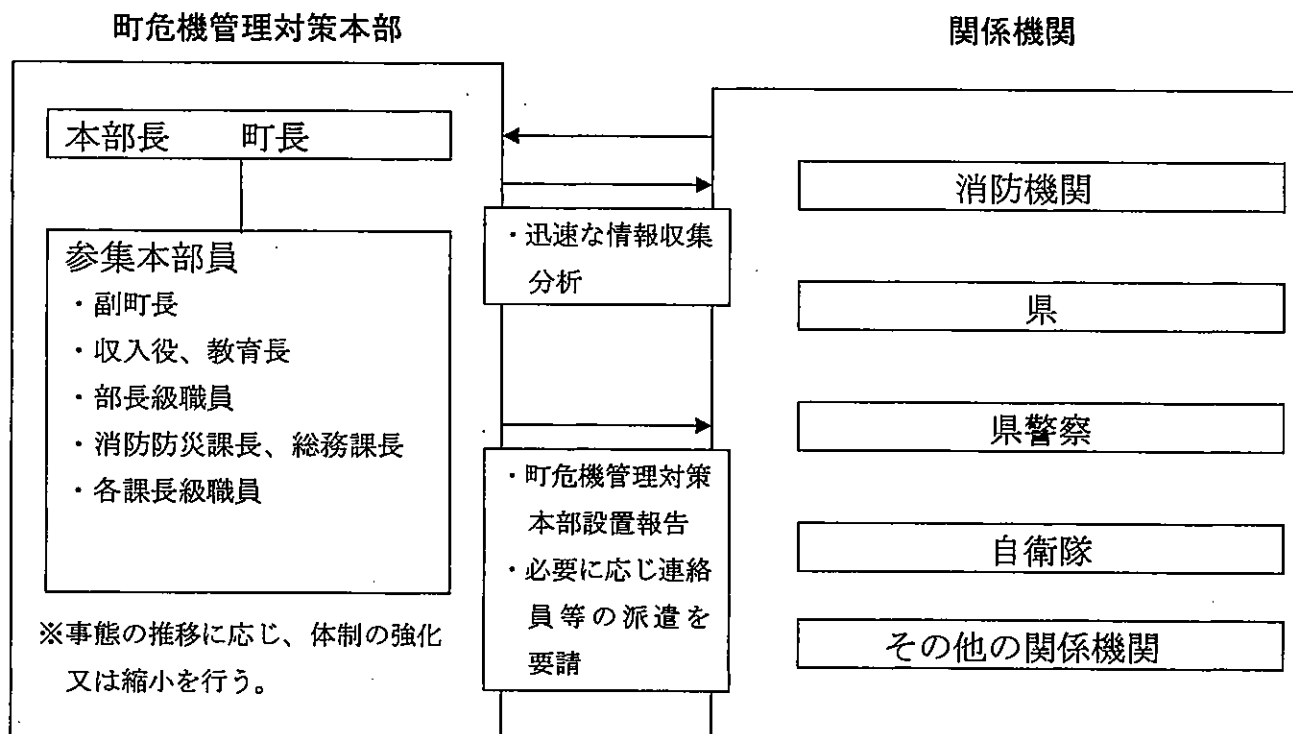 町危機管理対策本部
本部長　　町長
参集本部員
・副町長
・収入役、教育長
・部長級職員
・消防防災課長、総務課長
・各課長級職員
※事態の推移に応じ、体制の強化
又は縮小を行う。
・迅速な情報収集
分析
・町危機管理対策
本部設置報告
・必要に応じ連絡
員等の派遣を
要請
関係機関
消防機関
県
県警察
自衛隊
その他の関係機関